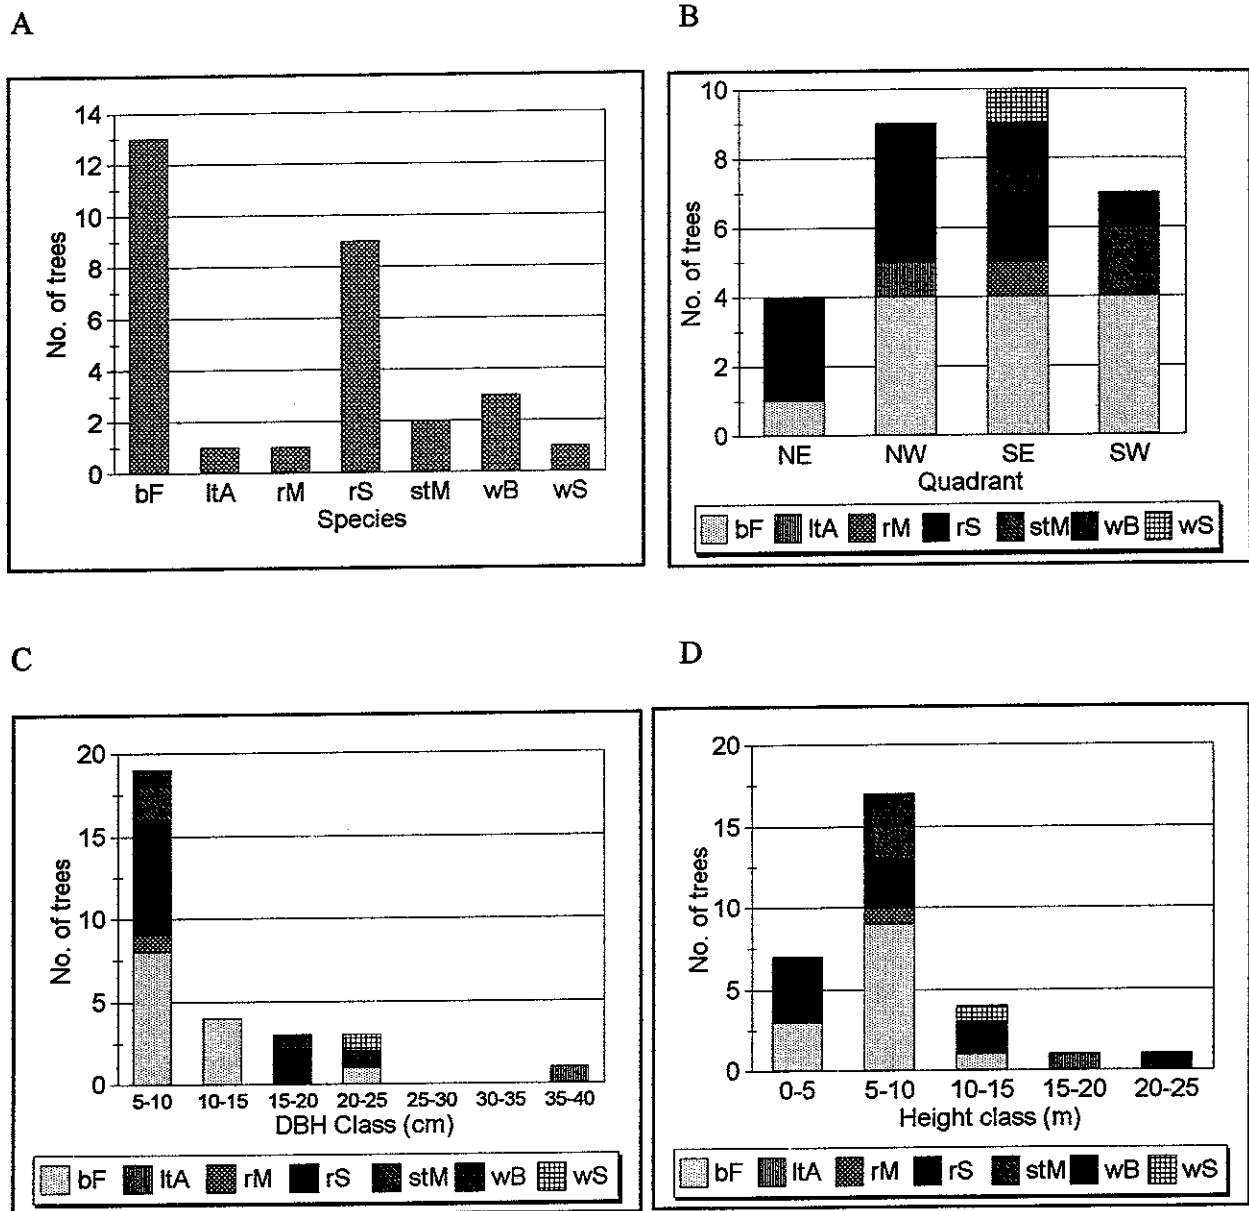 A
14
12
10
8
6
4
2
0
No. of trees
bF ltA rM rS stM wB wS
Species
B
10
8
6
4
2
0
No. of trees
NE NW SE SW
Quadrant
bF ltA rM rS stM wB wS
C
20
15
10
5
0
No. of trees
5-10 10-15 15-20 20-25 25-30 30-35 35-40
DBH Class (cm)
bF ltA rM rS stM wB wS
D
20
15
10
5
0
No. of trees
0-5 5-10 10-15 15-20 20-25
Height class (m)
bF ltA rM rS stM wB wS